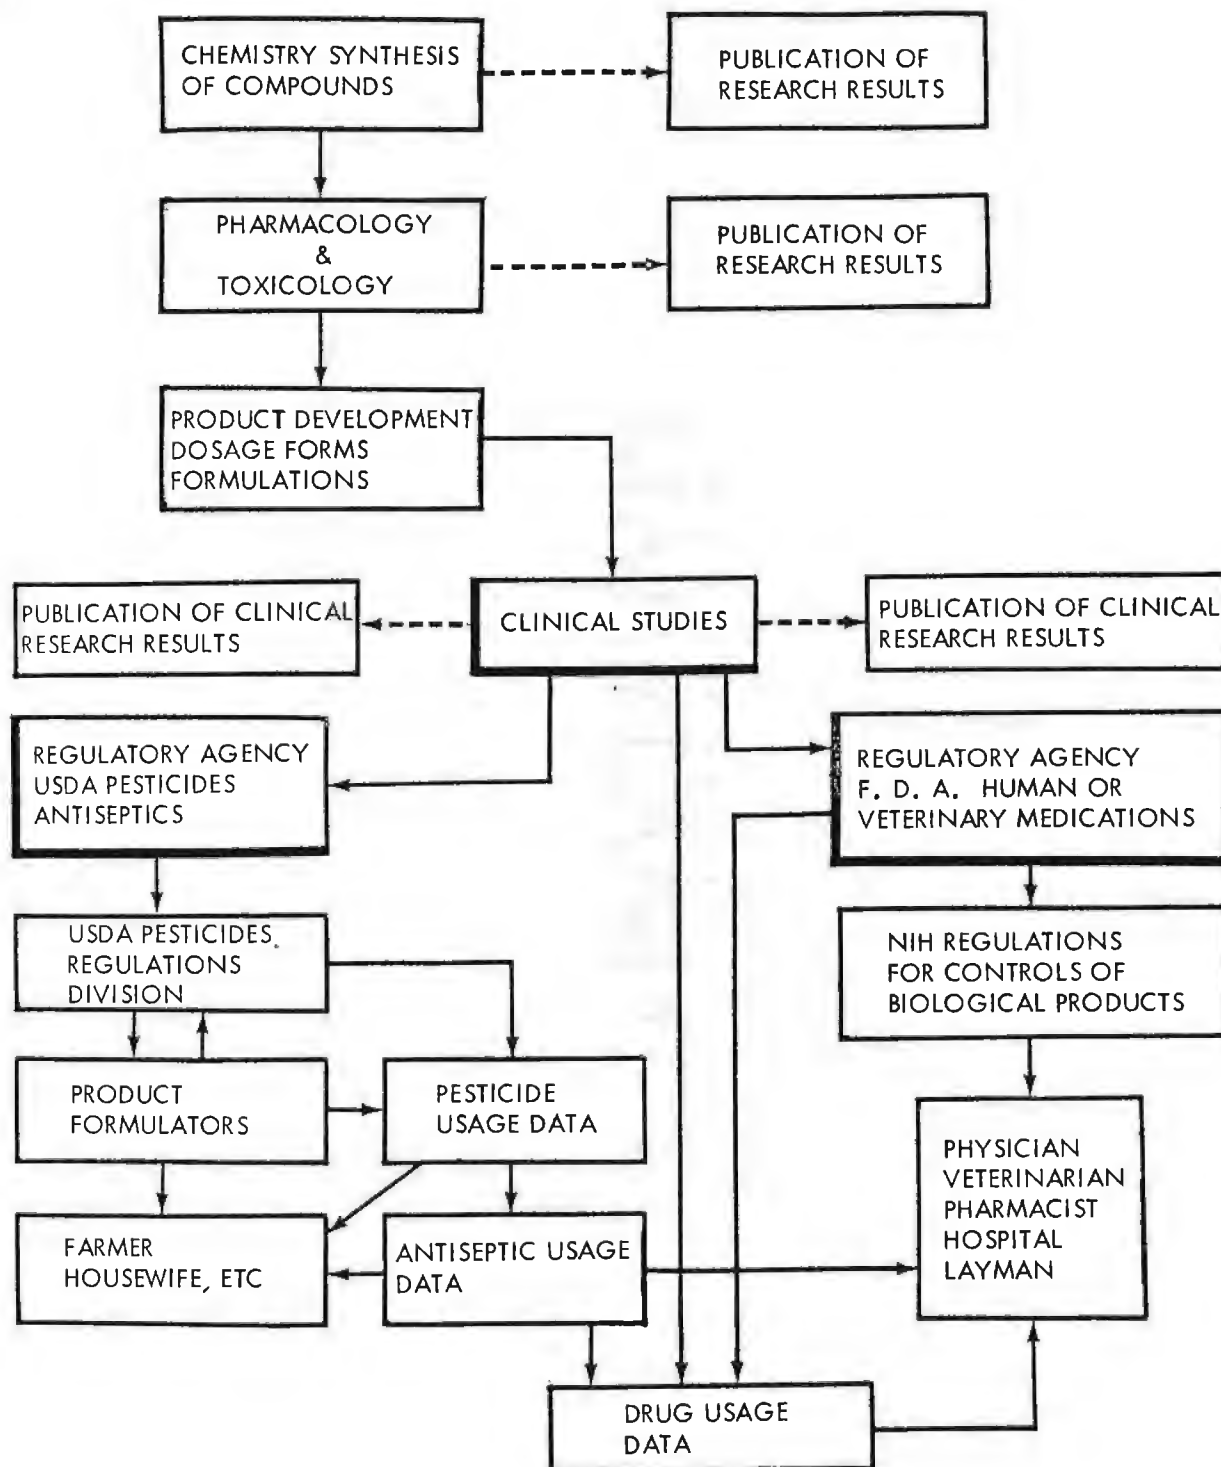 CHEMISTRY SYNTHESIS
OF COMPOUNDS
PUBLICATION OF
RESEARCH RESULTS
PHARMACOLOGY
&
TOXICOLOGY
PUBLICATION OF
RESEARCH RESULTS
PRODUCT DEVELOPMENT
DOSAGE FORMS
FORMULATIONS
PUBLICATION OF CLINICAL
RESEARCH RESULTS
CLINICAL STUDIES
PUBLICATION OF CLINICAL
RESEARCH RESULTS
REGULATORY AGENCY
USDA PESTICIDES
ANTISEPTICS
REGULATORY AGENCY
F. D. A. HUMAN OR
VETERINARY MEDICATIONS
USDA PESTICIDES
REGULATIONS
DIVISION
NIH REGULATIONS
FOR CONTROLS OF
BIOLOGICAL PRODUCTS
PRODUCT
FORMULATORS
PESTICIDE
USAGE DATA
PHYSICIAN
VETERINARIAN
PHARMACIST
HOSPITAL
LAYMAN
FARMER
HOUSEWIFE, ETC
ANTISEPTIC USAGE
DATA
DRUG USAGE
DATA